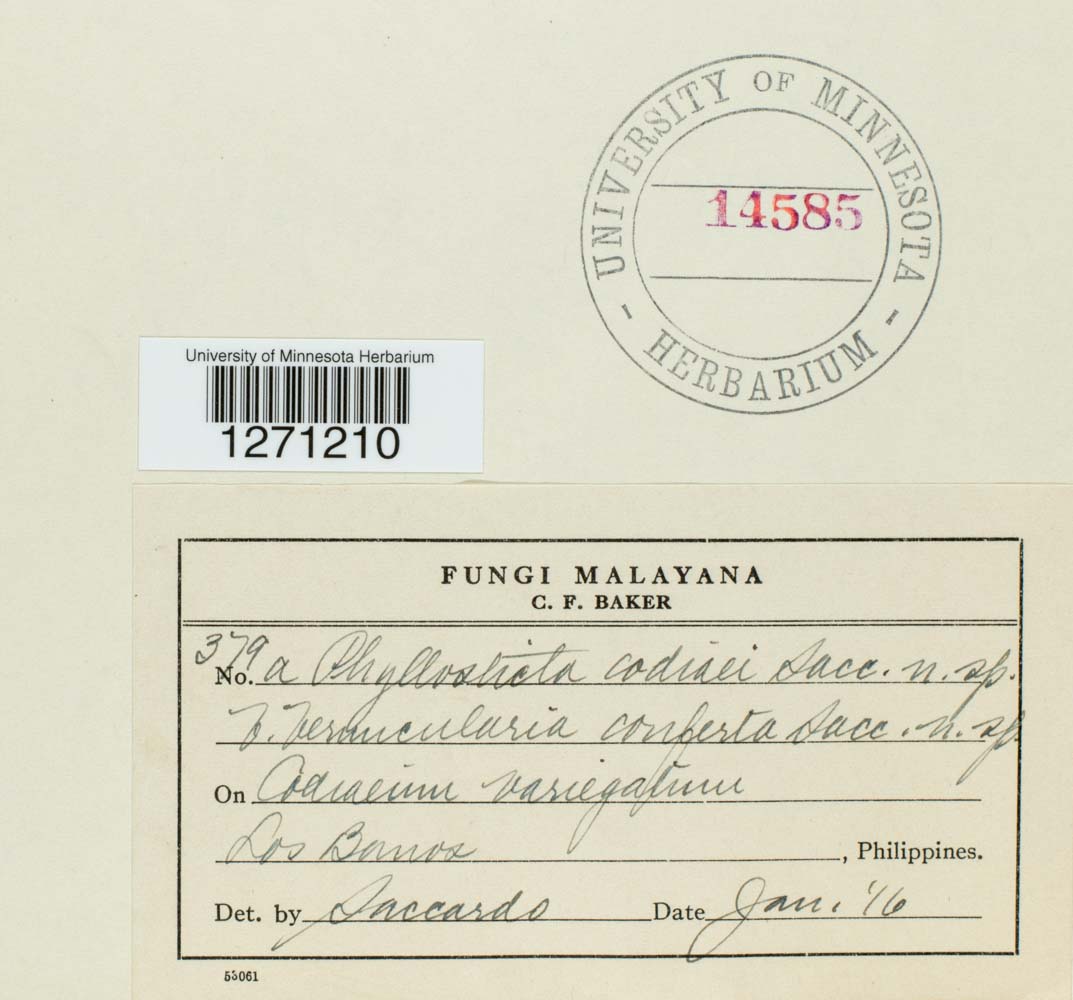 UNIVERSITY OF MINNESOTA
- HERBARIUM -
14585
University of Minnesota Herbarium
1271210
FUNGI MALAYANA
C. F. BAKER
No. 379 a Phyllosticta codiaei Sacc. n. sp.
b. Vermicularia conferta Sacc. n. sp.
On Codiaeum variegatum
Los Banos, Philippines.
Det. by Saccardo Date Jan. '16
53061